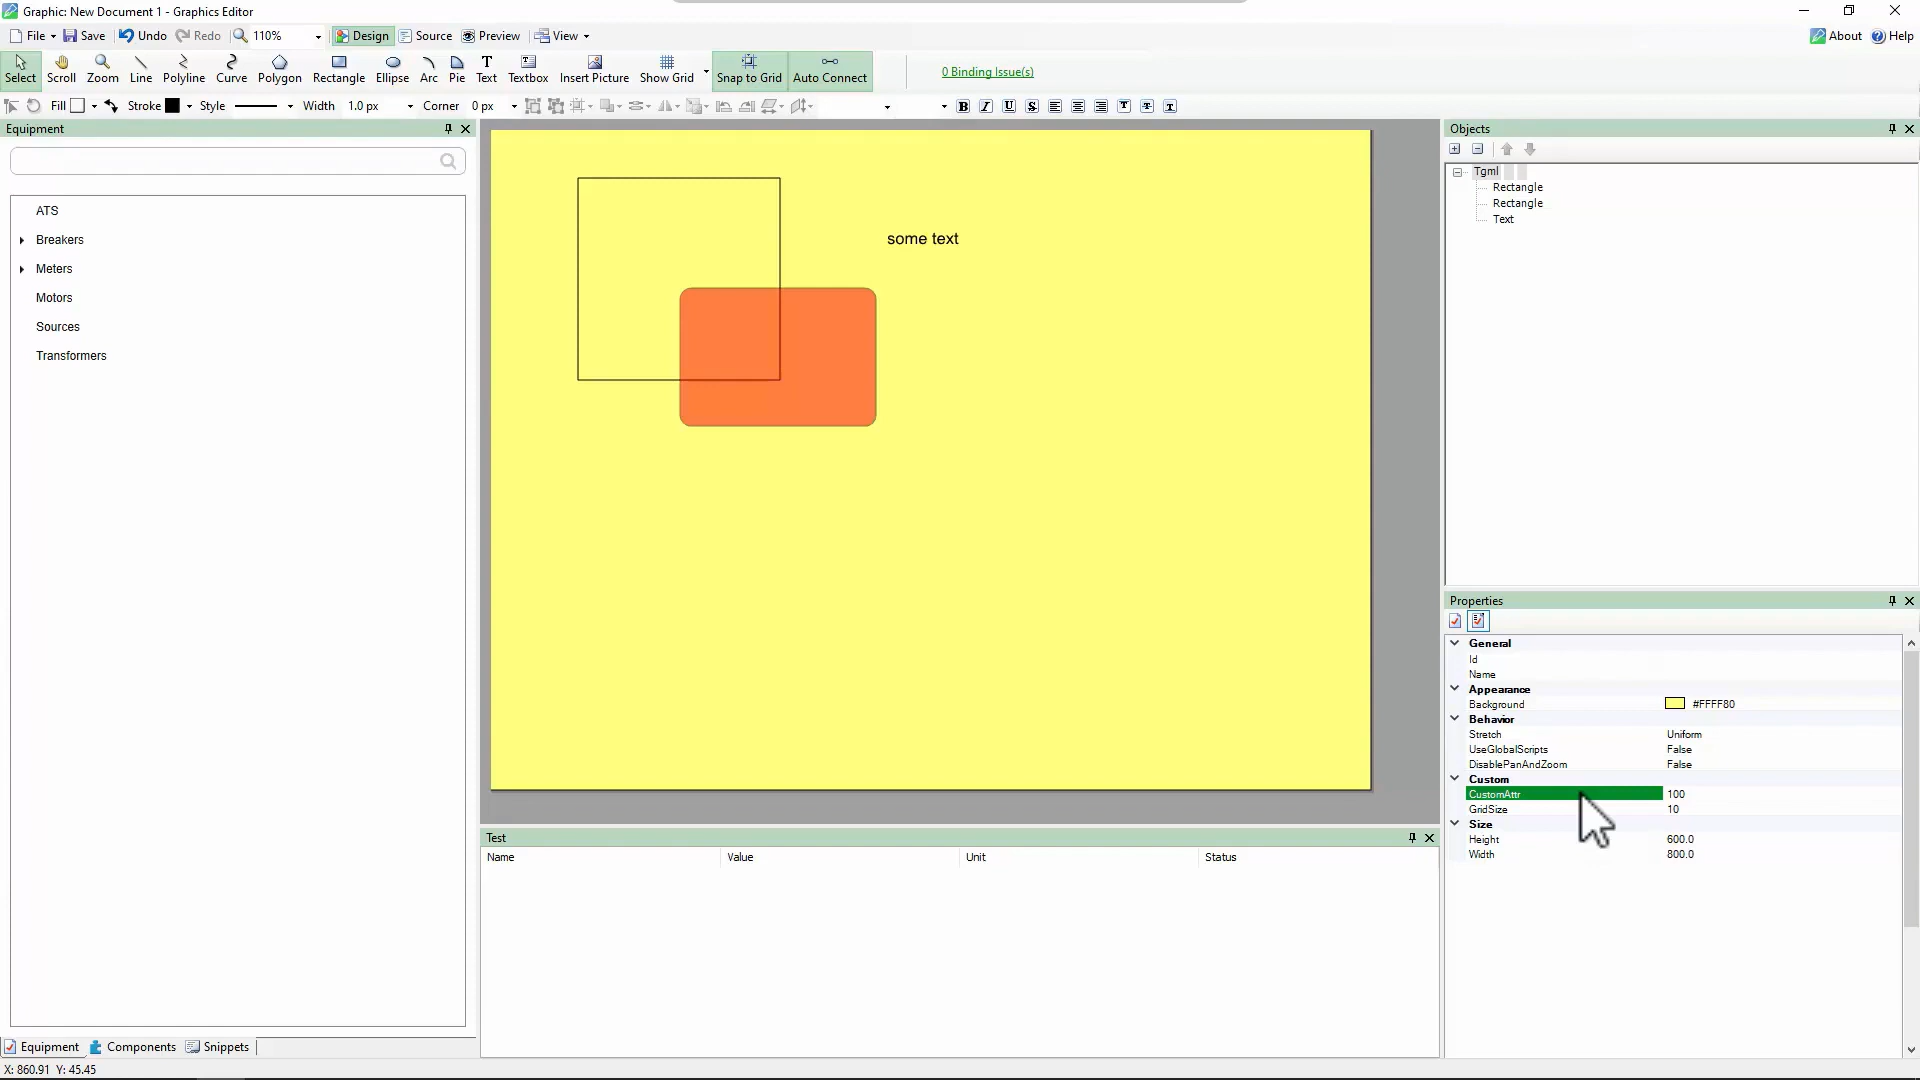 Graphic: New Document 1 - Graphics Editor
File Save Undo Redo 110% Design Source Preview View About Help
Select Scroll Zoom Line Polyline Curve Polygon Rectangle Ellipse Arc Pie Text Textbox Insert Picture Show Grid Snap to Grid Auto Connect 0 Binding Issue(s)
Fill Stroke Style Width 1.0 px Corner 0 px B I U S T T T
Equipment
ATS
Breakers
Meters
Motors
Sources
Transformers
Equipment Components Snippets
X: 860.91 Y: 45.45
some text
Test
Name Value Unit Status
Objects
Tgml
Rectangle
Rectangle
Text
Properties
General
Id
Name
Appearance
Background #FFFF80
Behavior
Stretch Uniform
UseGlobalScripts False
DisablePanAndZoom False
Custom
CustomAttr 100
GridSize 10
Size
Height 600.0
Width 800.0